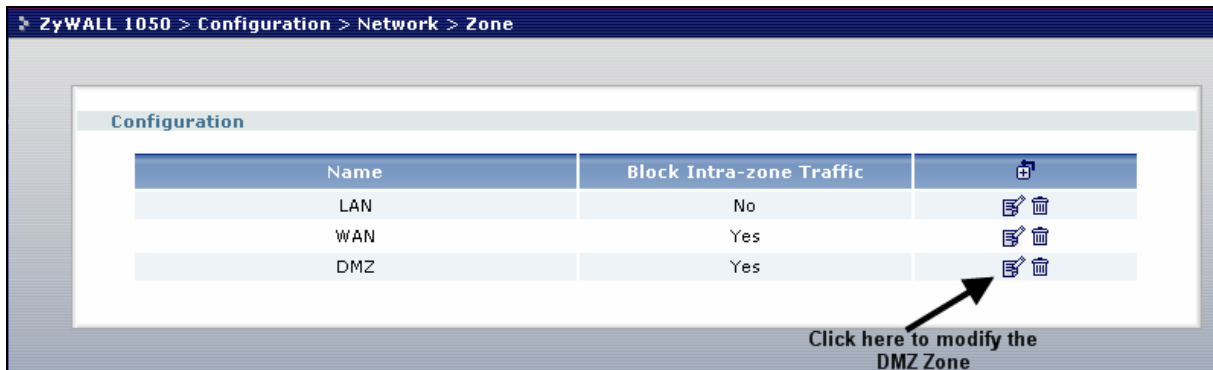 ZyWALL 1050 > Configuration > Network > Zone
Configuration
Name Block Intra-zone Traffic
LAN No
WAN Yes
DMZ Yes
Click here to modify the
DMZ Zone